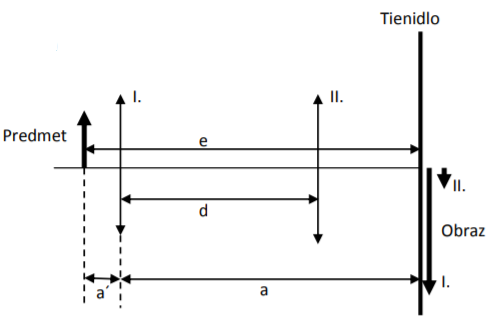 Tienidlo
I.
II.
Predmet
e
II.
d
Obraz
I.
a´
a